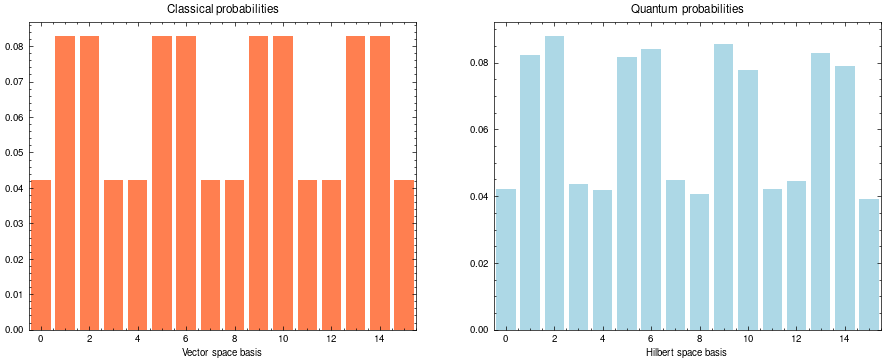 Classical probabilities
0.08
0.07
0.06
0.05
0.04
0.03
0.02
0.01
0.00
0 2 4 6 8 10 12 14
Vector space basis
Quantum probabilities
0.08
0.06
0.04
0.02
0.00
0 2 4 6 8 10 12 14
Hilbert space basis